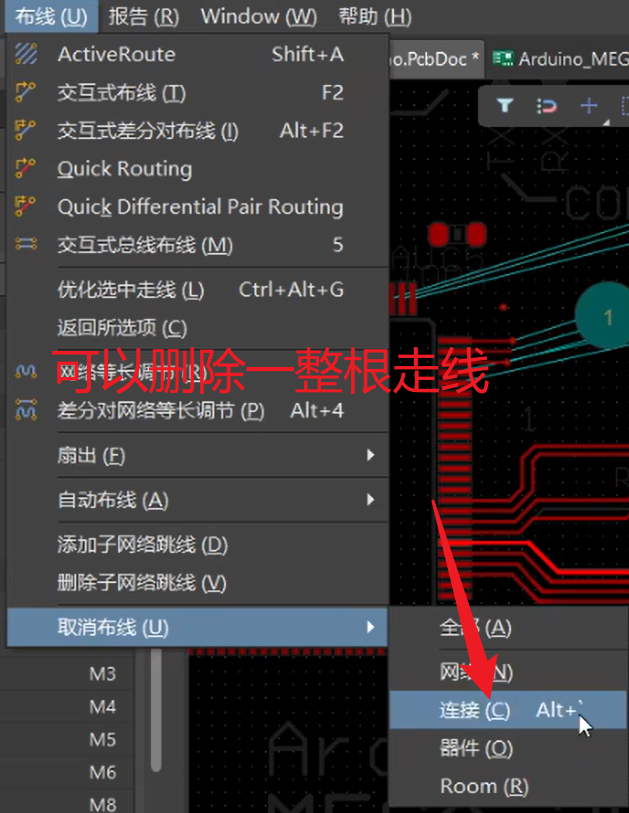 布线 (U) 报告 (R) Window (W) 帮助 (H)
ActiveRoute Shift+A
o.PcbDoc * Arduino_MEG
交互式布线 (T) F2
交互式差分对布线 (I) Alt+F2
Quick Routing
Quick Differential Pair Routing
交互式总线布线 (M) 5
优化选中走线 (L) Ctrl+Alt+G
返回所选项 (C)
可以删除一整根走线
网络等长调节 (R)
差分对网络等长调节 (P) Alt+4
扇出 (F)
自动布线 (A)
添加子网络跳线 (D)
删除子网络跳线 (V)
取消布线 (U)
全部 (A)
网络 (N)
连接 (C) Alt+`
器件 (O)
Room (R)
M3
M4
M5
M6
M8
1
1